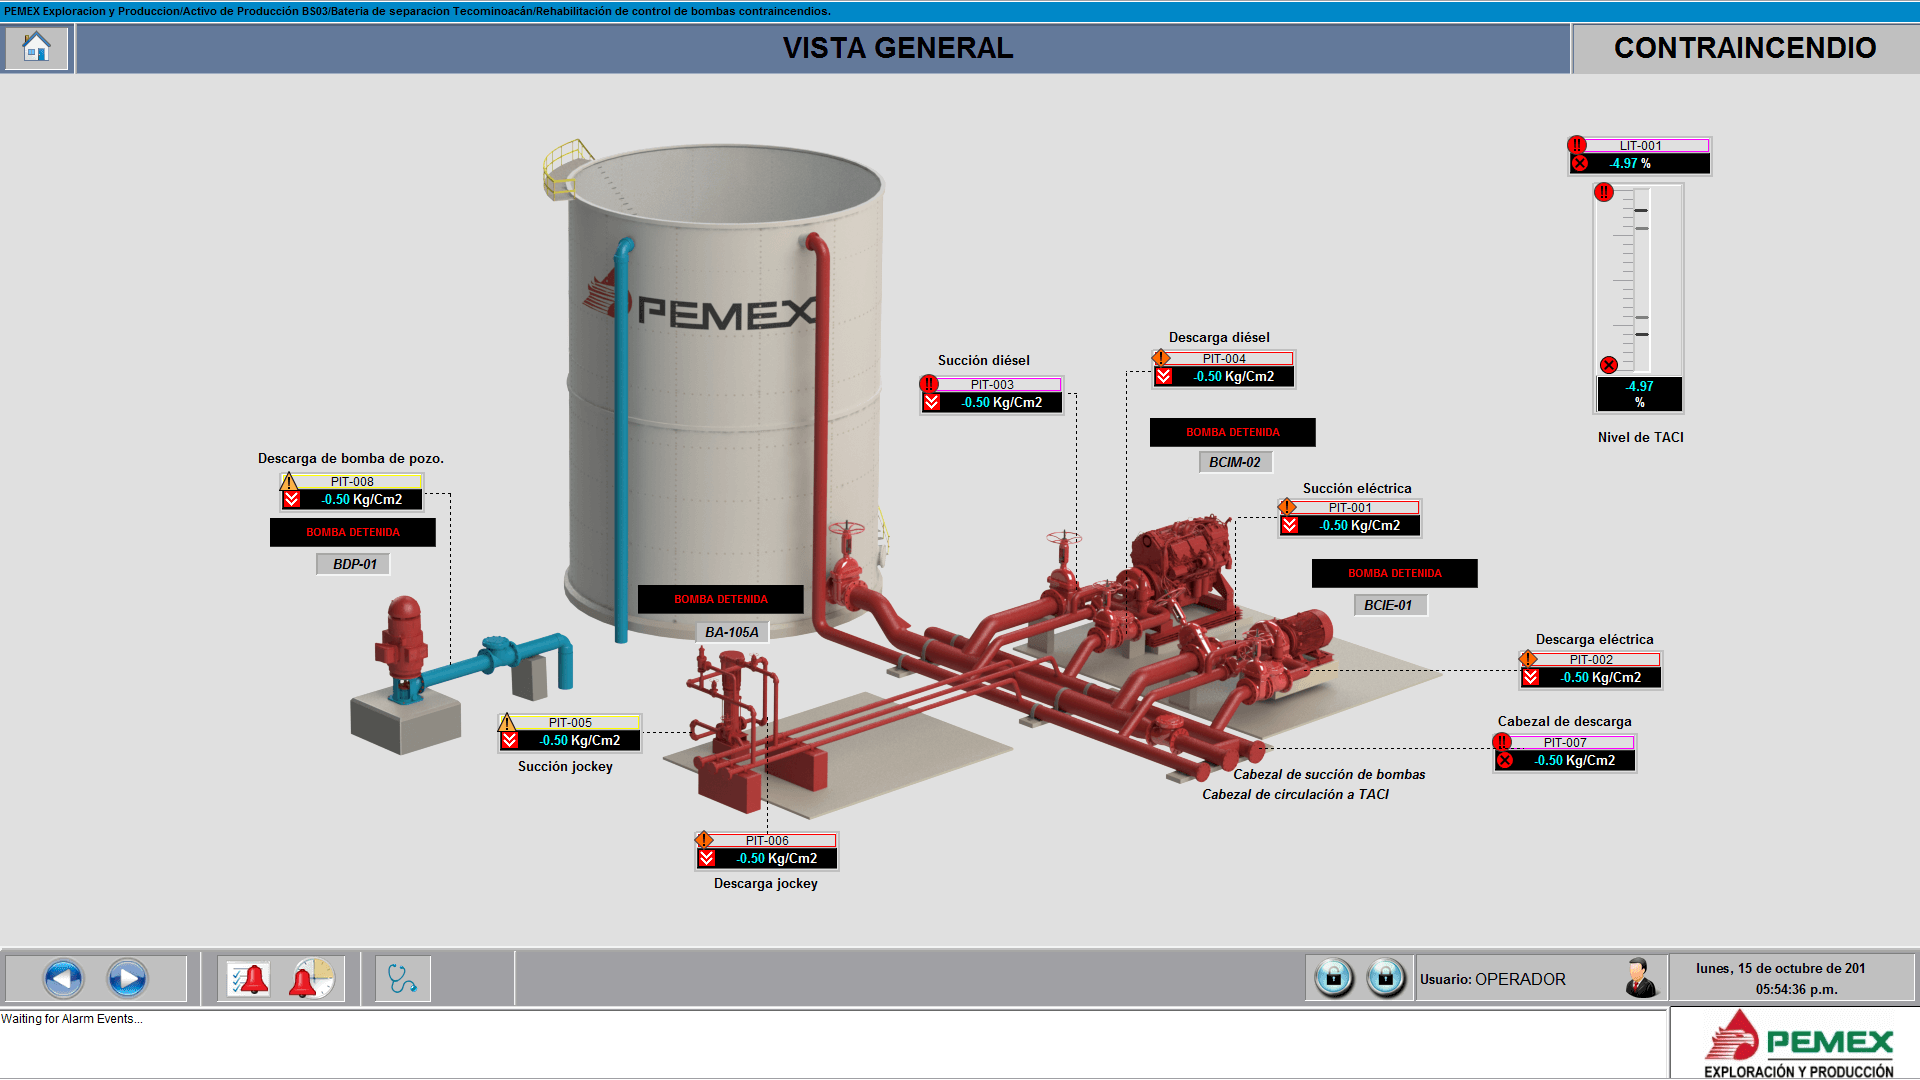 PEMEX Exploracion y Produccion/Activo de Producción BS03/Bateria de separacion Tecominoacán/Rehabilitación de control de bombas contraincendios.
VISTA GENERAL
CONTRAINCENDIO
LIT-001
-4.97 %
-4.97
%
Nivel de TACI
PEMEX
Descarga diésel
PIT-004
-0.50 Kg/Cm2
Succión diésel
PIT-003
-0.50 Kg/Cm2
BOMBA DETENIDA
BCIM-02
Descarga de bomba de pozo.
PIT-008
-0.50 Kg/Cm2
BOMBA DETENIDA
BDP-01
Succión eléctrica
PIT-001
-0.50 Kg/Cm2
BOMBA DETENIDA
BCIE-01
BOMBA DETENIDA
BA-105A
Descarga eléctrica
PIT-002
-0.50 Kg/Cm2
PIT-005
-0.50 Kg/Cm2
Succión jockey
Cabezal de descarga
PIT-007
-0.50 Kg/Cm2
Cabezal de succión de bombas
Cabezal de circulación a TACI
PIT-006
-0.50 Kg/Cm2
Descarga jockey
Usuario: OPERADOR
lunes, 15 de octubre de 201
05:54:36 p.m.
Waiting for Alarm Events...
PEMEX
EXPLORACIÓN Y PRODUCCIÓN